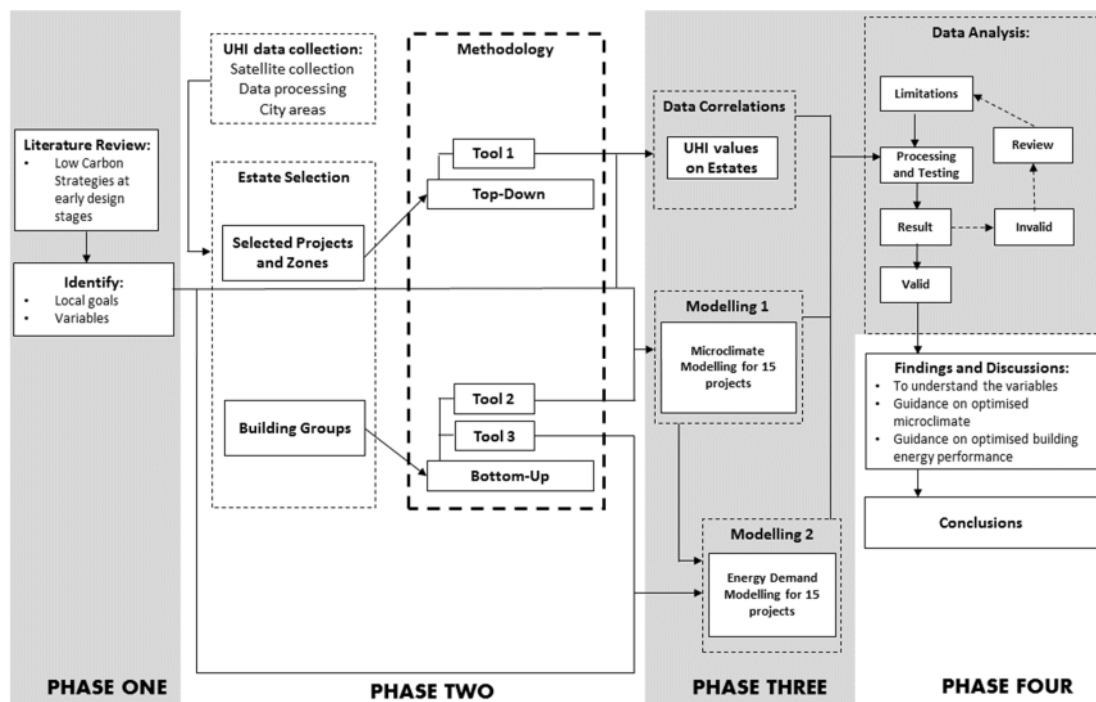 Literature Review:
• Low Carbon
Strategies at
early design
stages
Identify:
• Local goals
• Variables
PHASE ONE
UHI data collection:
Satellite collection
Data processing
City areas
Estate Selection
Selected Projects
and Zones
Building Groups
Methodology
Tool 1
Top-Down
Tool 2
Tool 3
Bottom-Up
PHASE TWO
Data Correlations
UHI values
on Estates
Modelling 1
Microclimate
Modelling for 15
projects
Modelling 2
Energy Demand
Modelling for 15
projects
PHASE THREE
Data Analysis:
Limitations
Processing
and Testing
Review
Result
Invalid
Valid
Findings and Discussions:
• To understand the variables
• Guidance on optimised
microclimate
• Guidance on optimised building
energy performance
Conclusions
PHASE FOUR